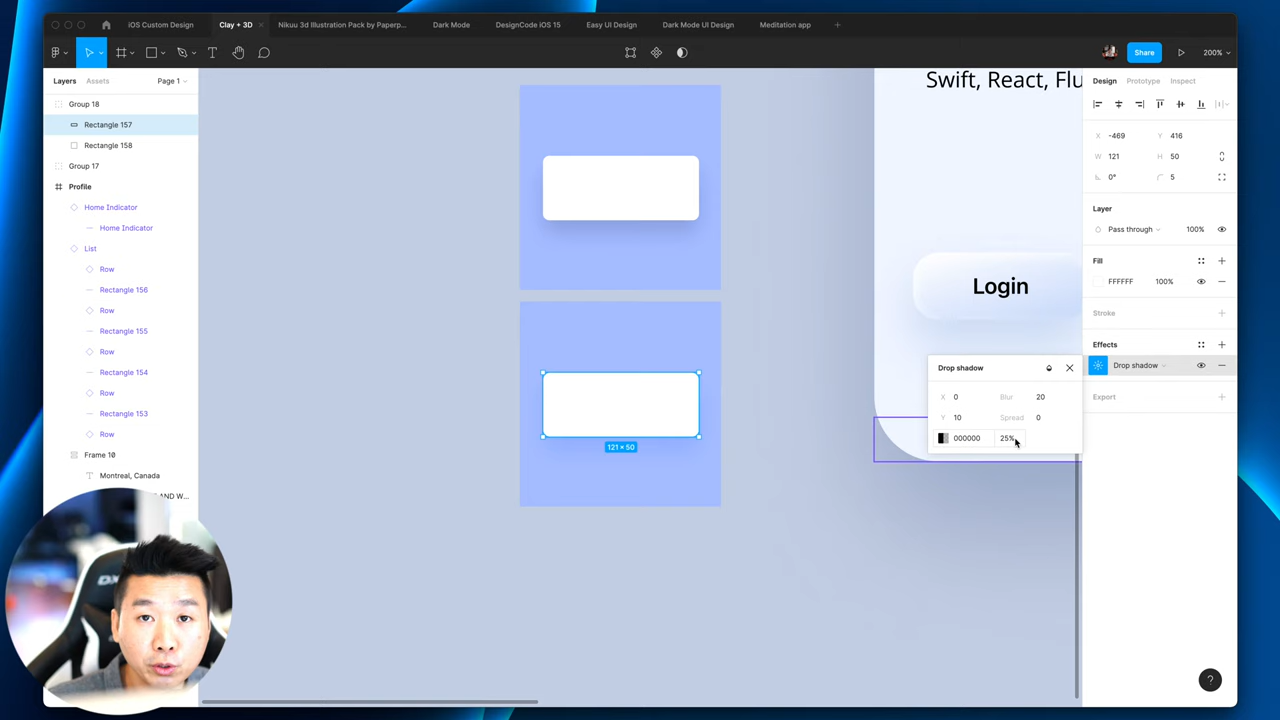 iOS Custom Design
Clay + 3D
Nikuu 3d Illustration Pack by Paperp...
Dark Mode
DesignCode iOS 15
Easy UI Design
Dark Mode UI Design
Meditation app
Share
200%
Layers
Assets
Page 1
Group 18
Rectangle 157
Rectangle 158
Group 17
Profile
Home Indicator
Home Indicator
List
Row
Rectangle 156
Row
Rectangle 155
Row
Rectangle 154
Row
Rectangle 153
Row
Frame 10
Montreal, Canada
AND W...
DX
121 × 50
Swift, React, Flu
Login
Drop shadow
X 0 Blur 20
Y 10 Spread 0
000000 25%
Design
Prototype
Inspect
X -469 Y 416
W 121 H 50
0° 5
Layer
Pass through 100%
Fill
FFFFFF 100%
Stroke
Effects
Drop shadow
Export
?